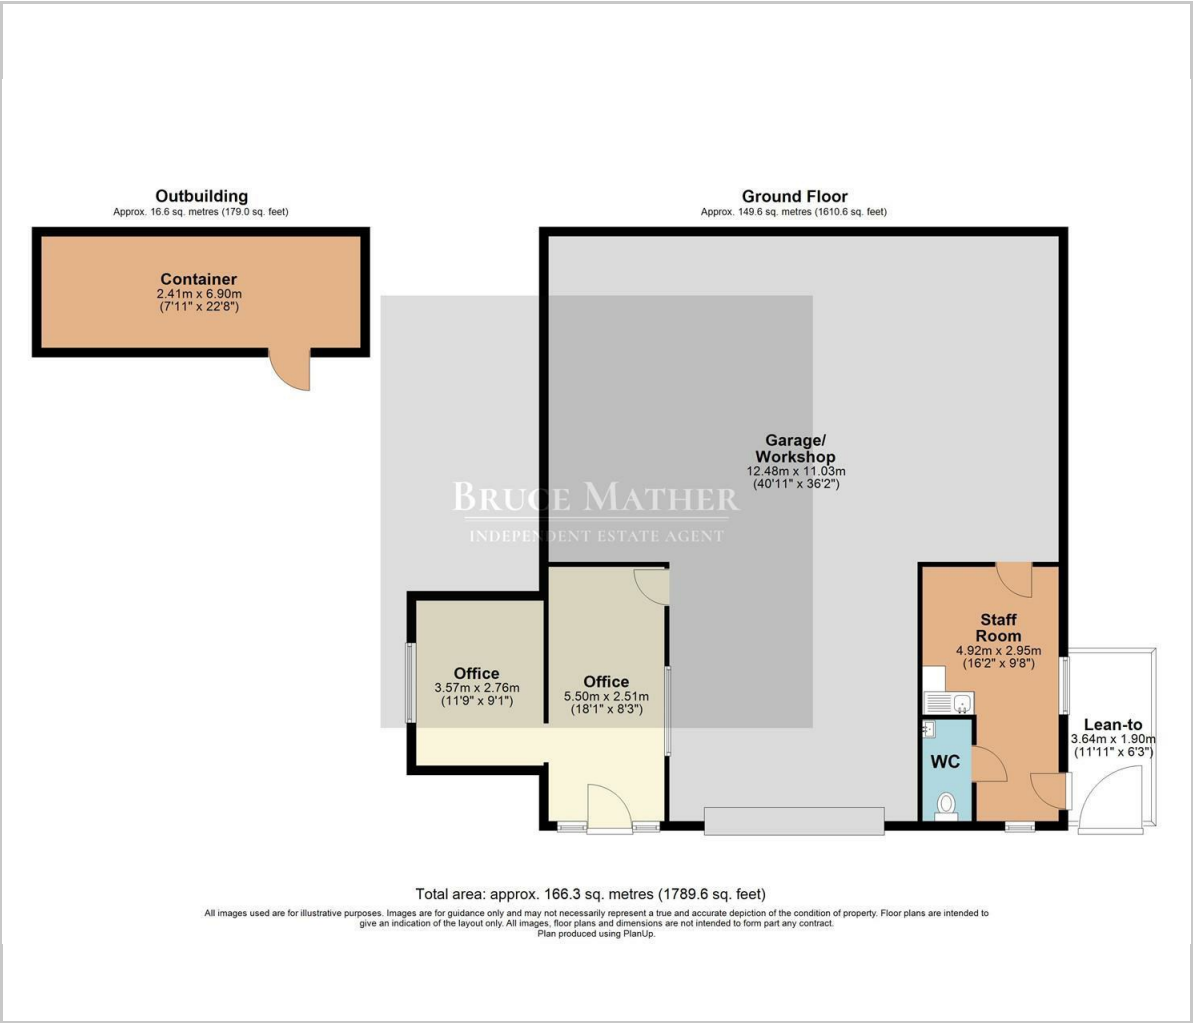 Outbuilding
Approx. 16.6 sq. metres (179.0 sq. feet)
Container
2.41m x 6.90m
(7'11" x 22'8")
Ground Floor
Approx. 149.6 sq. metres (1610.6 sq. feet)
Garage/
Workshop
12.48m x 11.03m
(40'11" x 36'2")
BRUCE MATHER
INDEPENDENT ESTATE AGENT
Office
3.57m x 2.76m
(11'9" x 9'1")
Office
5.50m x 2.51m
(18'1" x 8'3")
Staff
Room
4.92m x 2.95m
(16'2" x 9'8")
WC
Lean-to
3.64m x 1.90m
(11'11" x 6'3")
Total area: approx. 166.3 sq. metres (1789.6 sq. feet)
All images used are for illustrative purposes. Images are for guidance only and may not necessarily represent a true and accurate depiction of the condition of property. Floor plans are intended to
give an indication of the layout only. All images, floor plans and dimensions are not intended to form part any contract.
Plan produced using PlanUp.